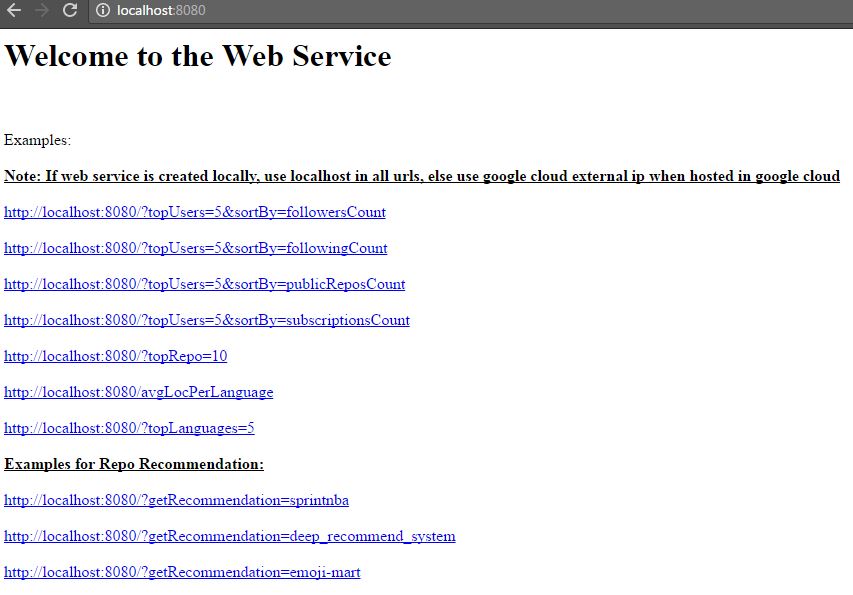 localhost:8080
Welcome to the Web Service
Examples:
Note: If web service is created locally, use localhost in all urls, else use google cloud external ip when hosted in google cloud
http://localhost:8080/?topUsers=5&sortBy=followersCount
http://localhost:8080/?topUsers=5&sortBy=followingCount
http://localhost:8080/?topUsers=5&sortBy=publicReposCount
http://localhost:8080/?topUsers=5&sortBy=subscriptionsCount
http://localhost:8080/?topRepo=10
http://localhost:8080/avgLocPerLanguage
http://localhost:8080/?topLanguages=5
Examples for Repo Recommendation:
http://localhost:8080/?getRecommendation=sprintnba
http://localhost:8080/?getRecommendation=deep_recommend_system
http://localhost:8080/?getRecommendation=emoji-mart